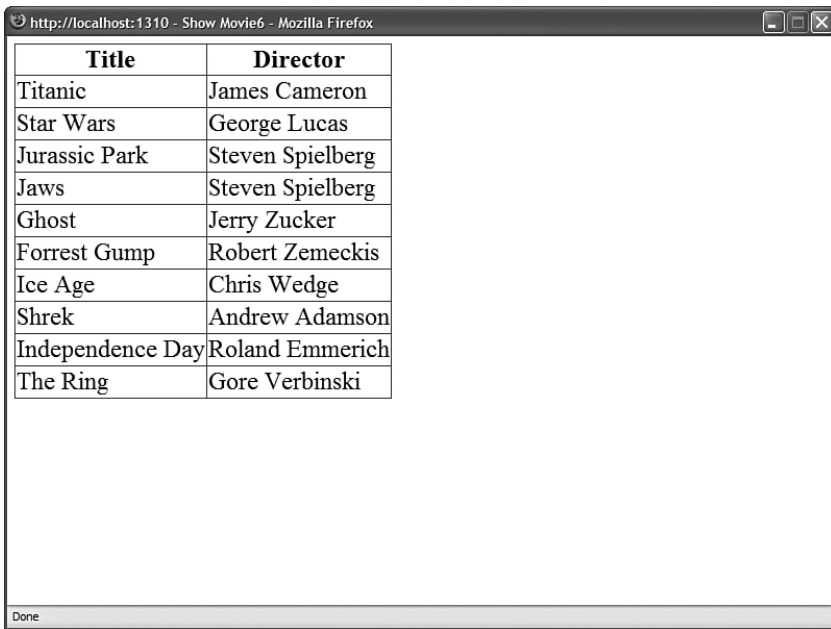 http://localhost:1310 - Show Movie6 - Mozilla Firefox
Title Director
Titanic James Cameron
Star Wars George Lucas
Jurassic Park Steven Spielberg
Jaws Steven Spielberg
Ghost Jerry Zucker
Forrest Gump Robert Zemeckis
Ice Age Chris Wedge
Shrek Andrew Adamson
Independence Day Roland Emmerich
The Ring Gore Verbinski
Done